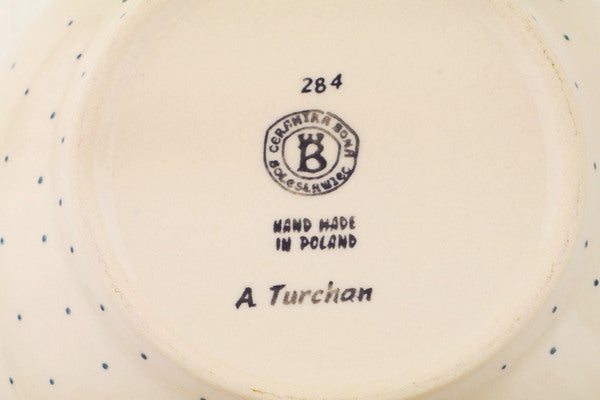 284
CERAMIKA BONA
B
BOLESŁAWIEC
HAND MADE
IN POLAND
A Turchan